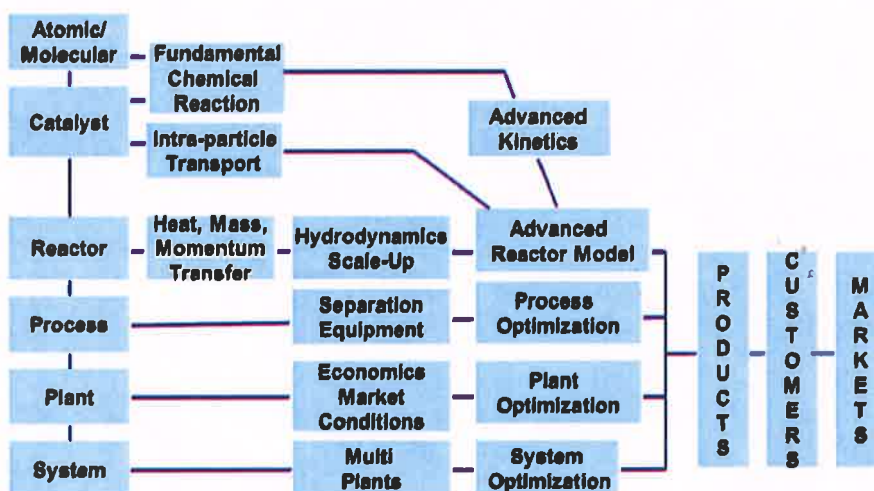 Atomic/
Molecular
Fundamental
Chemical
Reaction
Catalyst
Advanced
Kinetics
Intra-particle
Transport
Reactor
Heat, Mass,
Momentum
Transfer
Hydrodynamics
Scale-Up
Advanced
Reactor Model
Process
Separation
Equipment
Process
Optimization
Plant
Economics
Market
Conditions
Plant
Optimization
System
Multi
Plants
System
Optimization
PRODUCTS
CUSTOMERS
MARKETS